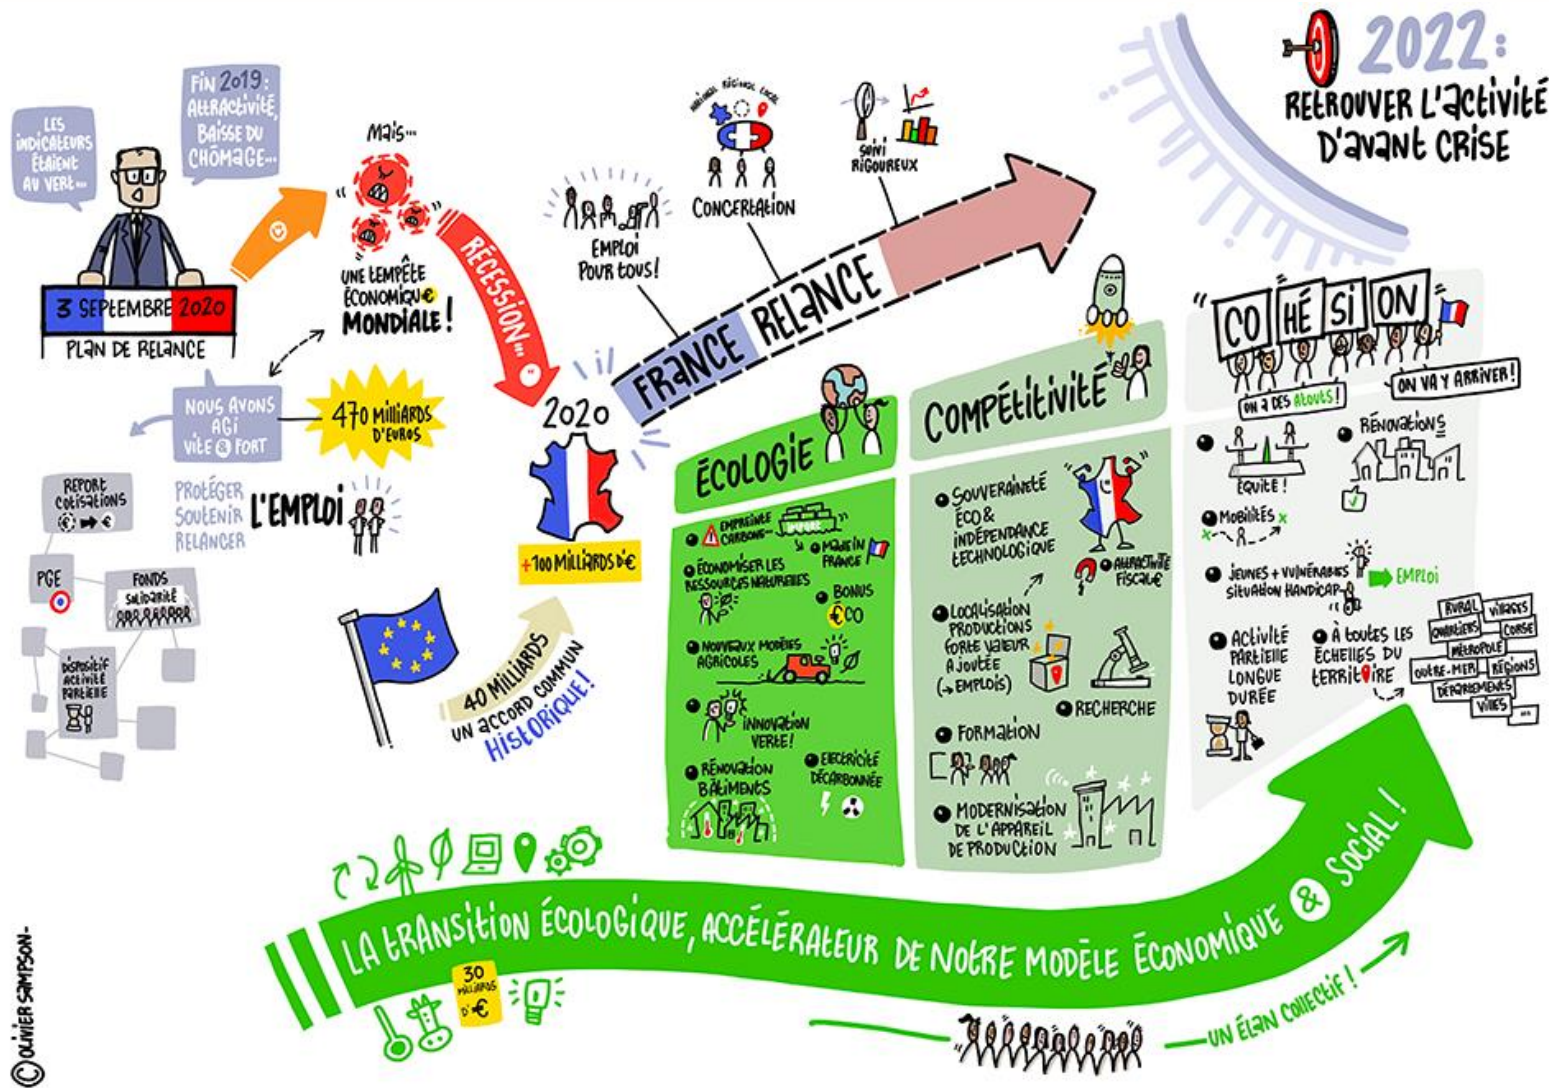 LES
INDICATEURS
ÉTAIENT
AU VERT...
FIN 2019 :
ATTRACTIVITÉ,
BAISSE DU
CHÔMAGE...
3 SEPTEMBRE 2020
PLAN DE RELANCE
MAIS...
UNE TEMPÊTE
ÉCONOMIQU€
MONDIALE !
RÉCESSION...
NOUS AVONS
AGI
VITE & FORT
470 MILLIARDS
D'EUROS
PROTÉGER
SOUTENIR
RELANCER
L'EMPLOI
REPORT
COTISATIONS
€ → €
PGE
FONDS
SOLIDARITÉ
DISPOSITIF
ACTIVITÉ
PARTIELLE
2020
+100 MILLIARDS D'€
40 MILLIARDS
UN ACCORD COMMUN
HISTORIQUE !
EMPLOI
POUR TOUS !
NATIONAL RÉGIONAL LOCAL
CONCERTATION
SUIVI
RIGOUREUX
FRANCE RELANCE
2022 :
RETROUVER L'ACTIVITÉ
D'AVANT CRISE
ÉCOLOGIE
EMPREINTE
CARBONE
IMPORT
MADE IN
FRANCE
ÉCONOMISER LES
RESSOURCES NATURELLES
BONUS
€CO
NOUVEAUX MODÈLES
AGRICOLES
INNOVATION
VERTE !
RÉNOVATION
BÂTIMENTS
ELECTRICITÉ
DÉCARBONNÉE
COMPÉTITIVITÉ
SOUVERAINETÉ
ÉCO &
INDÉPENDANCE
TECHNOLOGIQUE
ATTRACTIVITÉ
FISCAL€
LOCALISATION
PRODUCTIONS
FORTE VALEUR
AJOUTÉE
(→ EMPLOIS)
RECHERCHE
FORMATION
MODERNISATION
DE L'APPAREIL
DE PRODUCTION
"COHÉSION
ON A DES ATOUTS !
ON VA Y ARRIVER !
ÉQUITÉ !
RÉNOVATIONS
MOBILITÉS
JEUNES + VULNÉRABLES
SITUATION HANDICAP
EMPLOI
ACTIVITÉ
PARTIELLE
LONGUE
DURÉE
À TOUTES LES
ÉCHELLES DU
TERRITOIRE
RURAL
VILLAGES
QUARTIERS
CORSE
MÉTROPOLE
OUTRE-MER
RÉGIONS
DÉPARTEMENTS
VILLES
...
LA TRANSITION ÉCOLOGIQUE, ACCÉLÉRATEUR DE NOTRE MODÈLE ÉCONOMIQUE & SOCIAL !
30
MILLIARDS
D'€
UN ÉLAN COLLECTIF !
© OLIVIER SAMPSON-